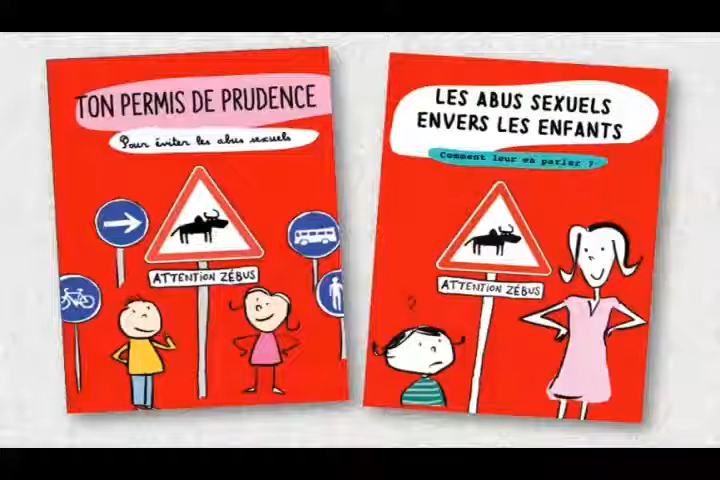 TON PERMIS DE PRUDENCE
Pour éviter les abus sexuels
ATTENTION ZÉBUS
LES ABUS SEXUELS
ENVERS LES ENFANTS
Comment leur en parler ?
ATTENTION ZÉBUS